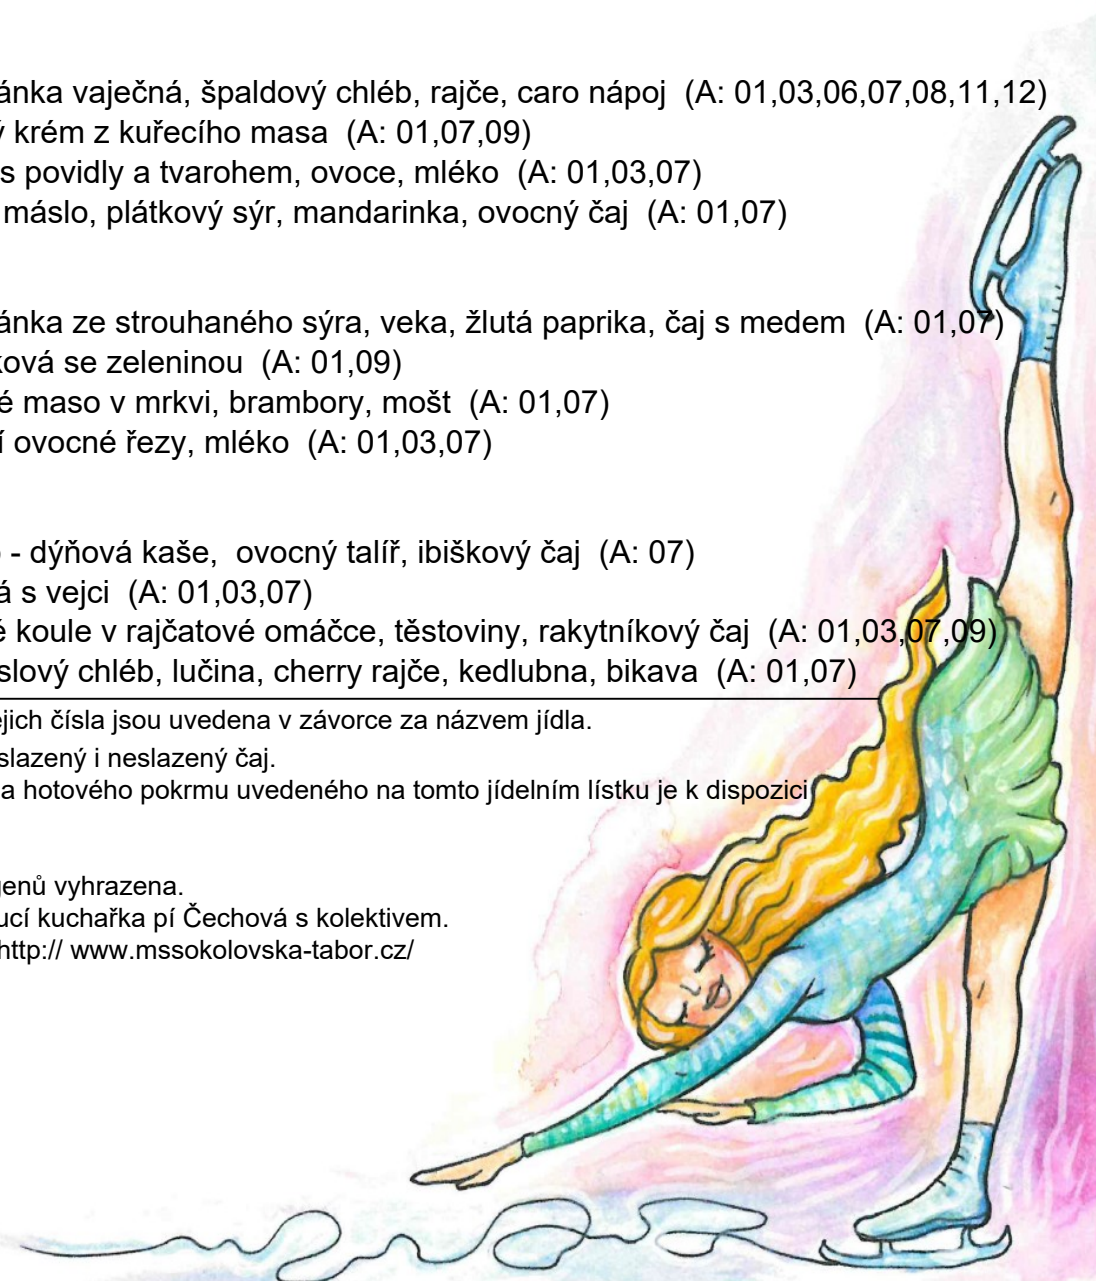 ánka vaječná, špaldový chléb, rajče, caro nápoj (A: 01,03,06,07,08,11,12)
ý krém z kuřecího masa (A: 01,07,09)
s povidly a tvarohem, ovoce, mléko (A: 01,03,07)
máslo, plátkový sýr, mandarinka, ovocný čaj (A: 01,07)
ánka ze strouhaného sýra, veka, žlutá paprika, čaj s medem (A: 01,07)
ková se zeleninou (A: 01,09)
é maso v mrkvi, brambory, mošt (A: 01,07)
í ovocné řezy, mléko (A: 01,03,07)
- dýňová kaše, ovocný talíř, ibiškový čaj (A: 07)
á s vejci (A: 01,03,07)
é koule v rajčatové omáčce, těstoviny, rakytníkový čaj (A: 01,03,07,09)
slový chléb, lučina, cherry rajče, kedlubna, bikava (A: 01,07)
ejich čísla jsou uvedena v závorce za názvem jídla.
slazený i neslazený čaj.
a hotového pokrmu uvedeného na tomto jídelním lístku je k dispozici
genů vyhrazena.
ucí kuchařka pí Čechová s kolektivem.
http:// www.mssokolovska-tabor.cz/